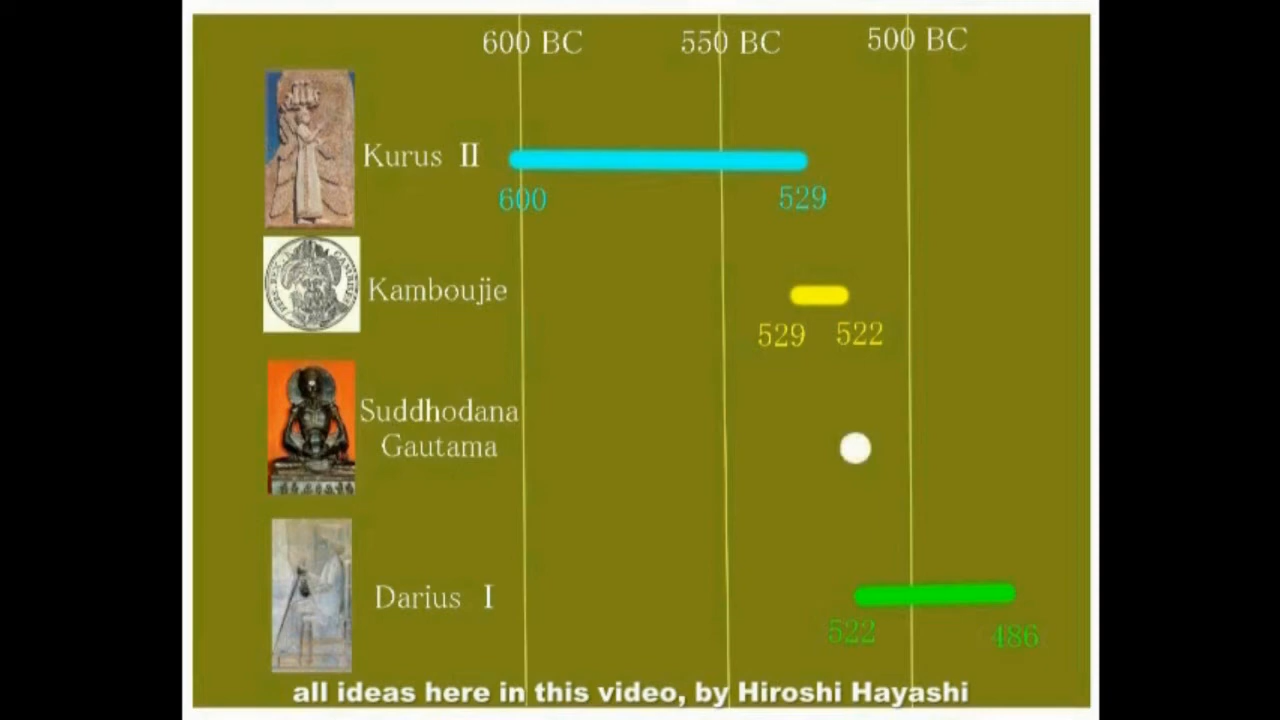 600 BC
550 BC
500 BC
Kurus Ⅱ
600
529
Kamboujie
529
522
Suddhodana
Gautama
Darius Ⅰ
522
486
all ideas here in this video, by Hiroshi Hayashi